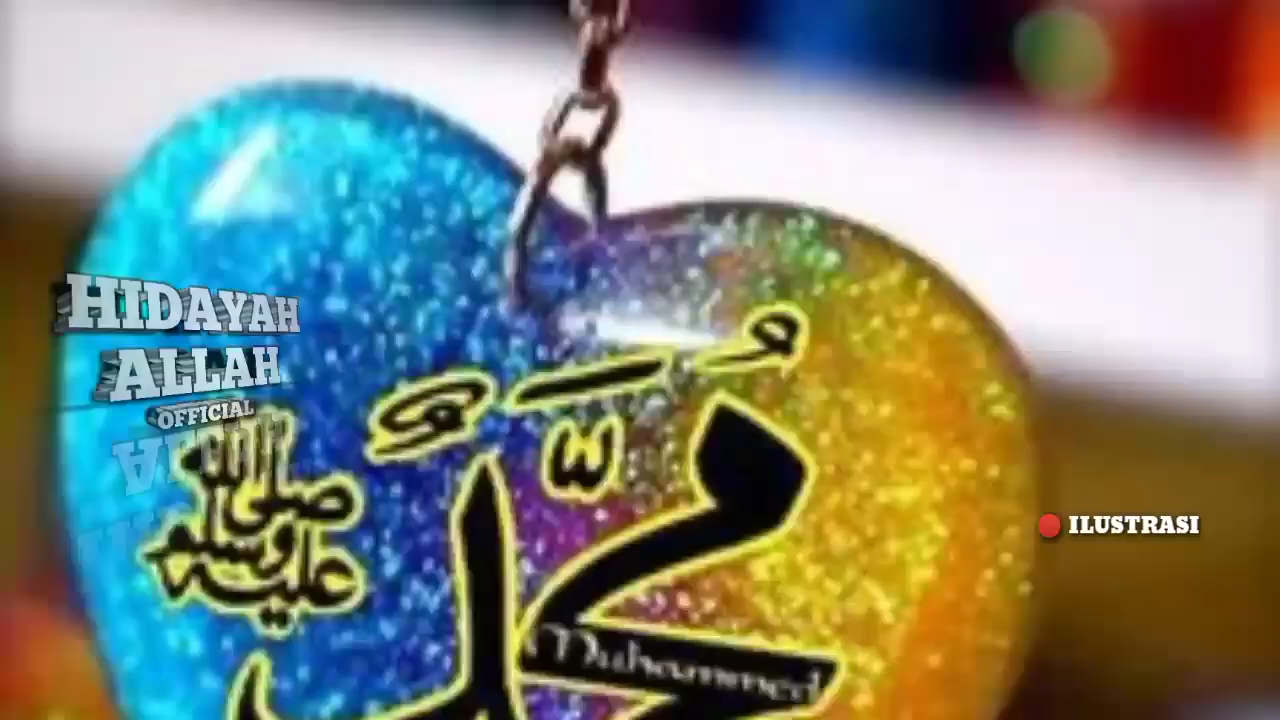 HIDAYAH
ALLAH
OFFICIAL
صلى الله
عليه وسلم
محمد
Muhammed
ILUSTRASI